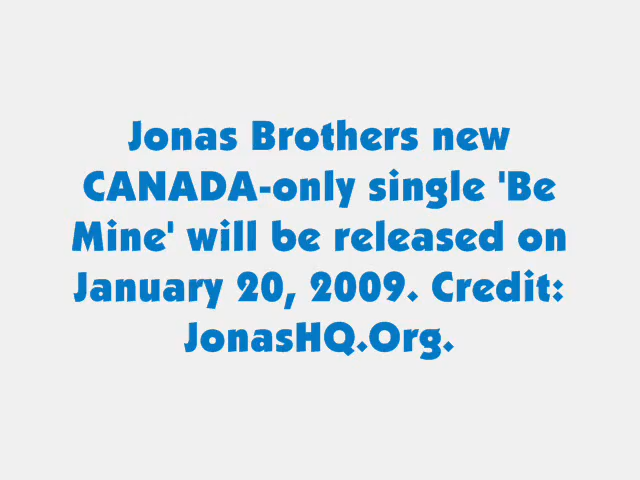 Jonas Brothers new
CANADA-only single 'Be
Mine' will be released on
January 20, 2009. Credit:
JonasHQ.Org.